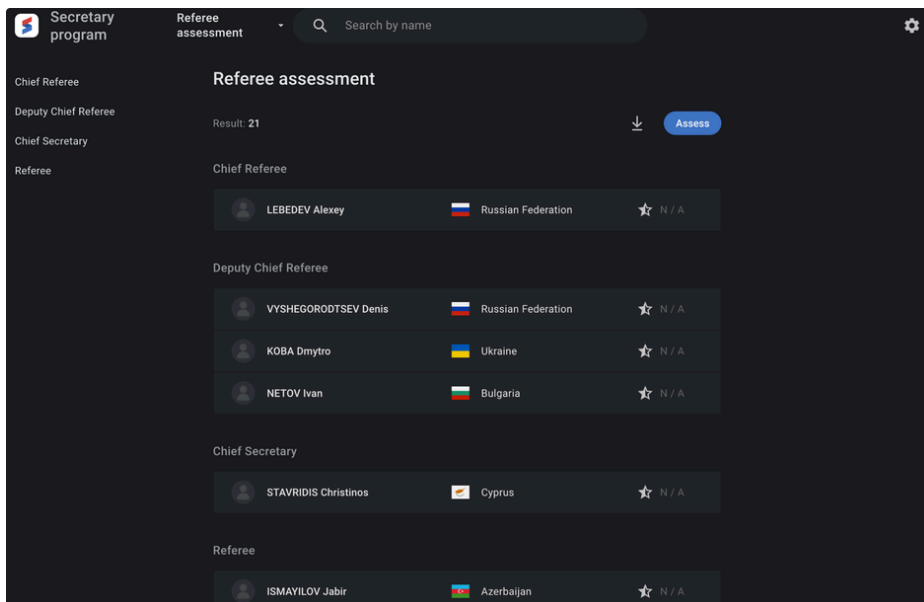 Secretary program
Referee assessment
Search by name
Chief Referee
Deputy Chief Referee
Chief Secretary
Referee
Referee assessment
Result: 21
Assess
Chief Referee
LEBEDEV Alexey Russian Federation N / A
Deputy Chief Referee
VYSHEGORODTSEV Denis Russian Federation N / A
KOBA Dmytro Ukraine N / A
NETOV Ivan Bulgaria N / A
Chief Secretary
STAVRIDIS Christinos Cyprus N / A
Referee
ISMAYILOV Jabir Azerbaijan N / A